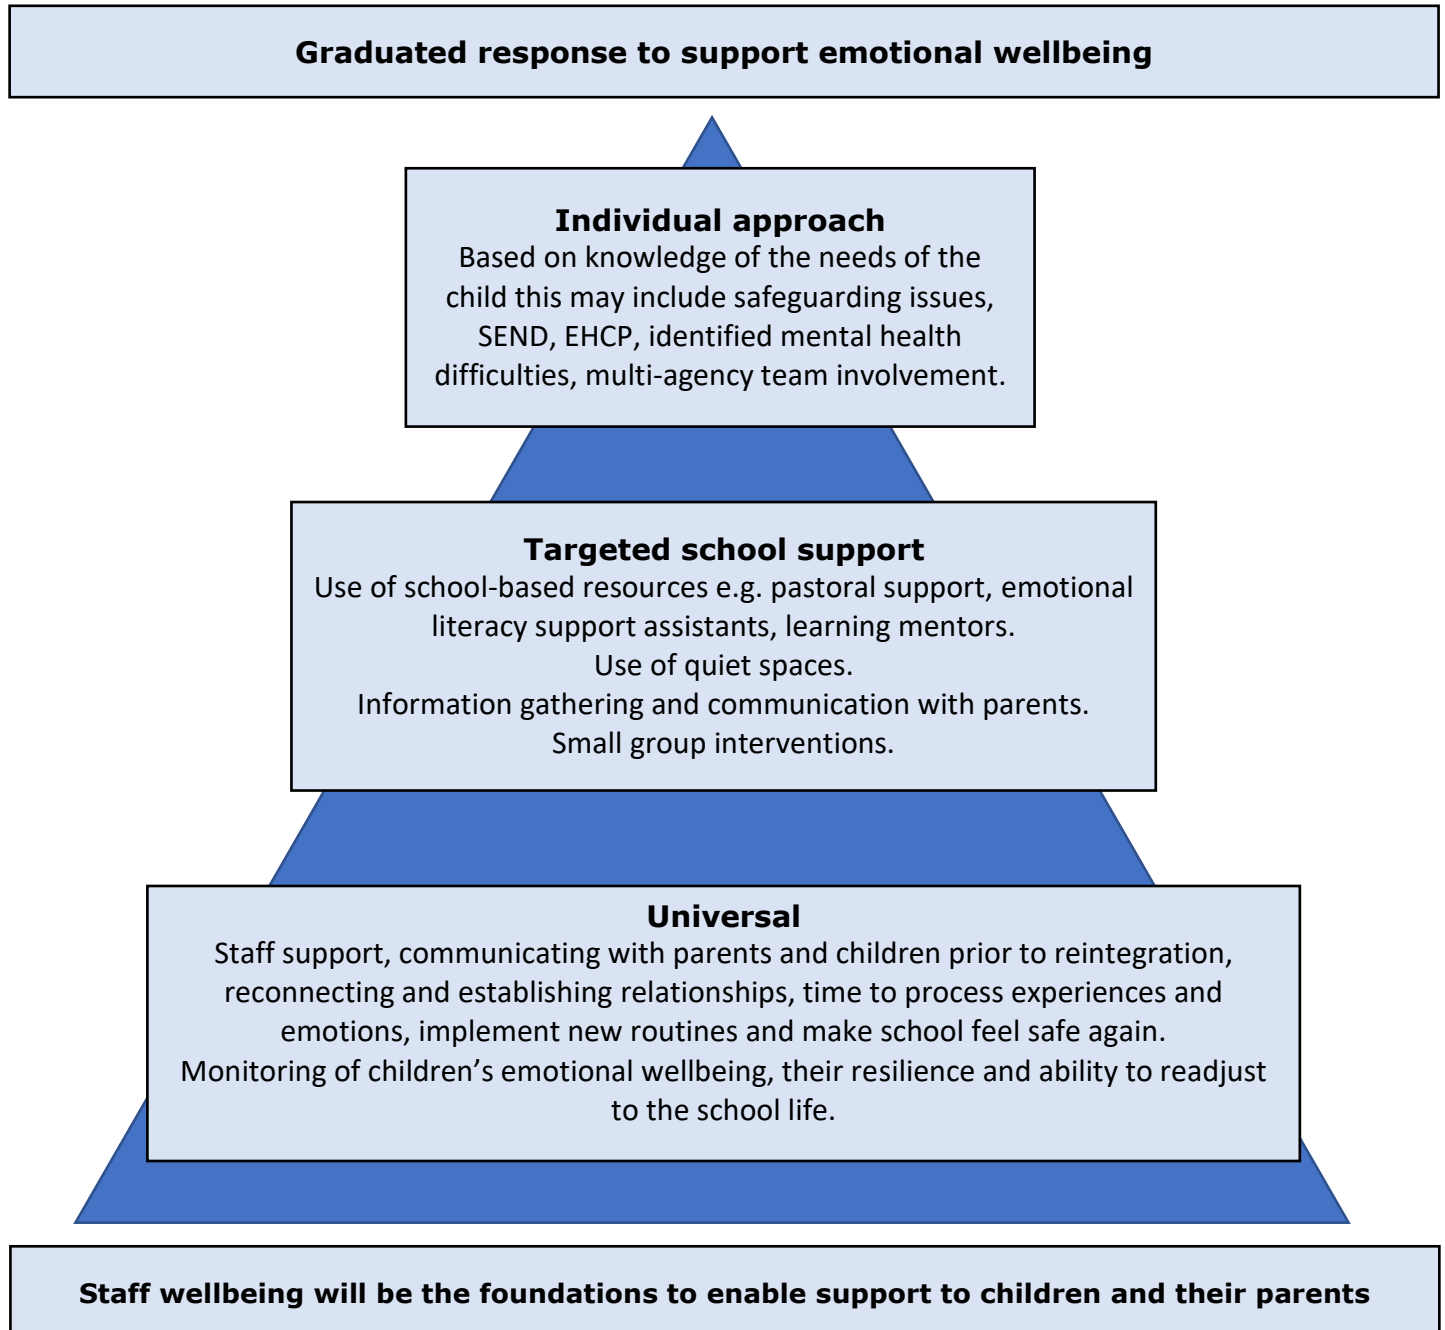 Graduated response to support emotional wellbeing
Individual approach
Based on knowledge of the needs of the
child this may include safeguarding issues,
SEND, EHCP, identified mental health
difficulties, multi-agency team involvement.
Targeted school support
Use of school-based resources e.g. pastoral support, emotional
literacy support assistants, learning mentors.
Use of quiet spaces.
Information gathering and communication with parents.
Small group interventions.
Universal
Staff support, communicating with parents and children prior to reintegration,
reconnecting and establishing relationships, time to process experiences and
emotions, implement new routines and make school feel safe again.
Monitoring of children’s emotional wellbeing, their resilience and ability to readjust
to the school life.
Staff wellbeing will be the foundations to enable support to children and their parents